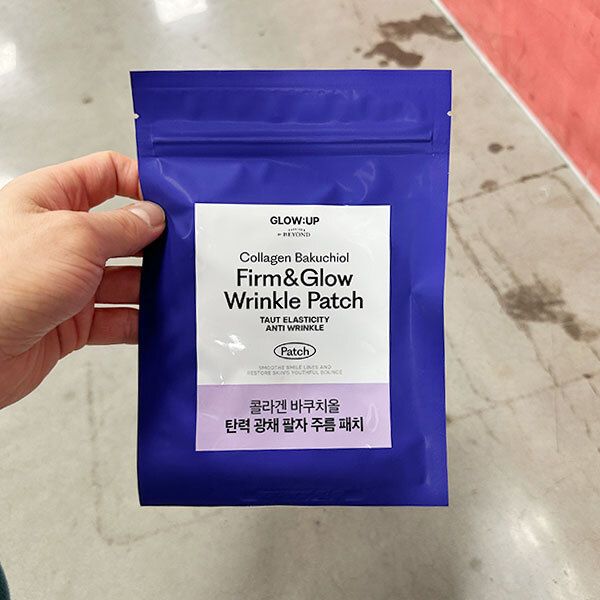 GLOW:UP
BY BEYOND
Collagen Bakuchiol
Firm&Glow
Wrinkle Patch
TAUT ELASTICITY
ANTI WRINKLE
Patch
SMOOTHE SMILE LINES AND
RESTORE SKIN'S YOUTHFUL BOUNCE
콜라겐 바쿠치올
탄력 광채 팔자 주름 패치